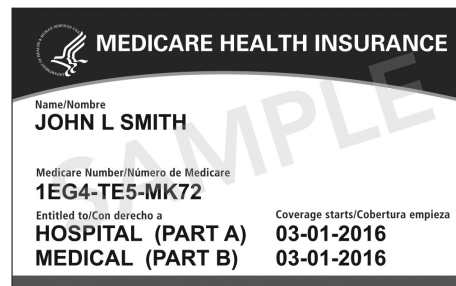 MEDICARE HEALTH INSURANCE
Name/Nombre
JOHN L SMITH
Medicare Number/Número de Medicare
1EG4-TE5-MK72
Entitled to/Con derecho a Coverage starts/Cobertura empieza
HOSPITAL (PART A) 03-01-2016
MEDICAL (PART B) 03-01-2016
SAMPLE